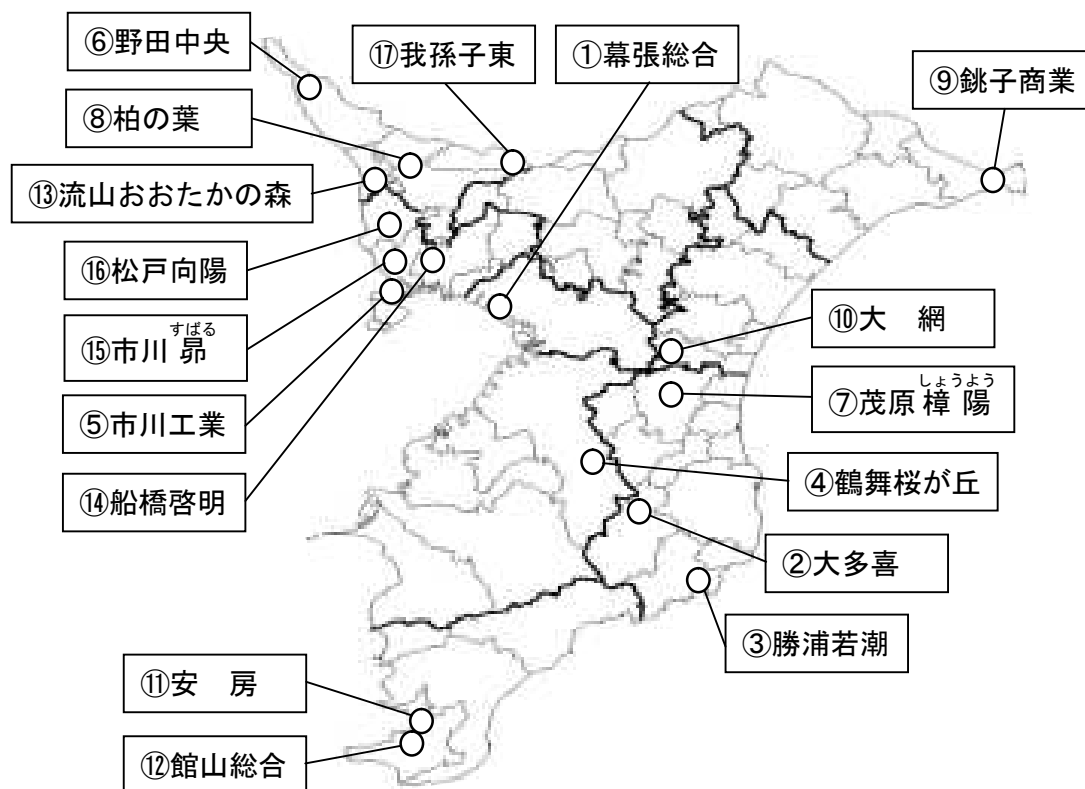 ⑥野田中央
⑰我孫子東
①幕張総合
⑨銚子商業
⑧柏の葉
⑬流山おおたかの森
⑯松戸向陽
⑩大　網
すばる
⑮市川 昴
しょうよう
⑦茂原 樟 陽
⑤市川工業
④鶴舞桜が丘
⑭船橋啓明
②大多喜
③勝浦若潮
⑪安　房
⑫館山総合